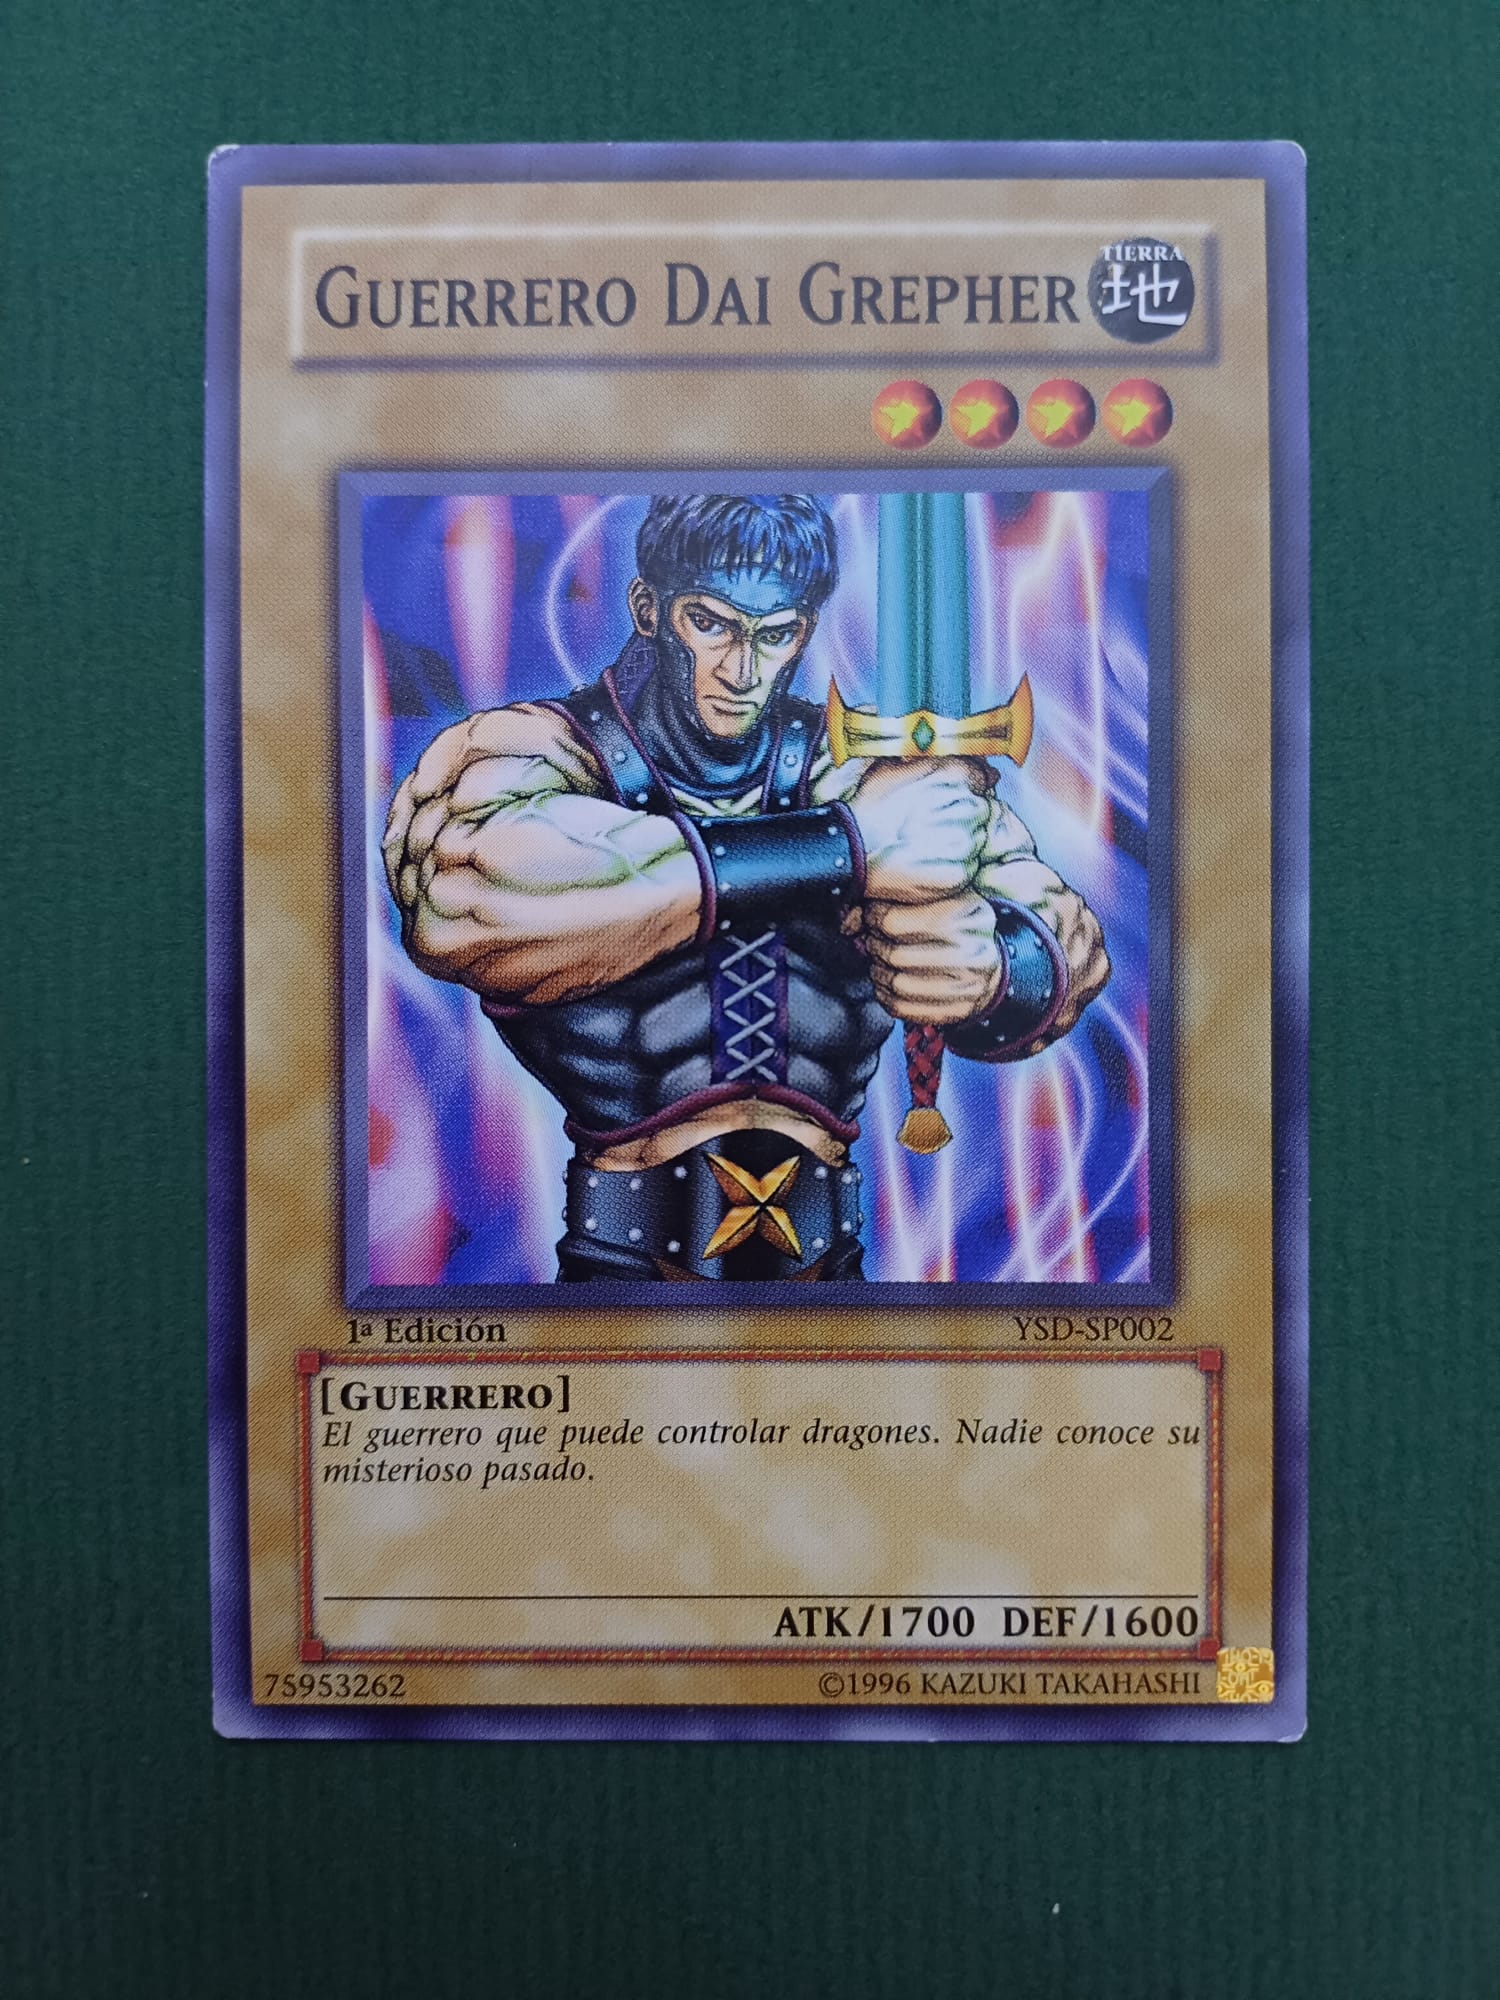 GUERRERO DAI GREPHER
TIERRA
地
1ª Edición
YSD-SP002
[GUERRERO]
El guerrero que puede controlar dragones. Nadie conoce su
misterioso pasado.
ATK/1700 DEF/1600
75953262
©1996 KAZUKI TAKAHASHI